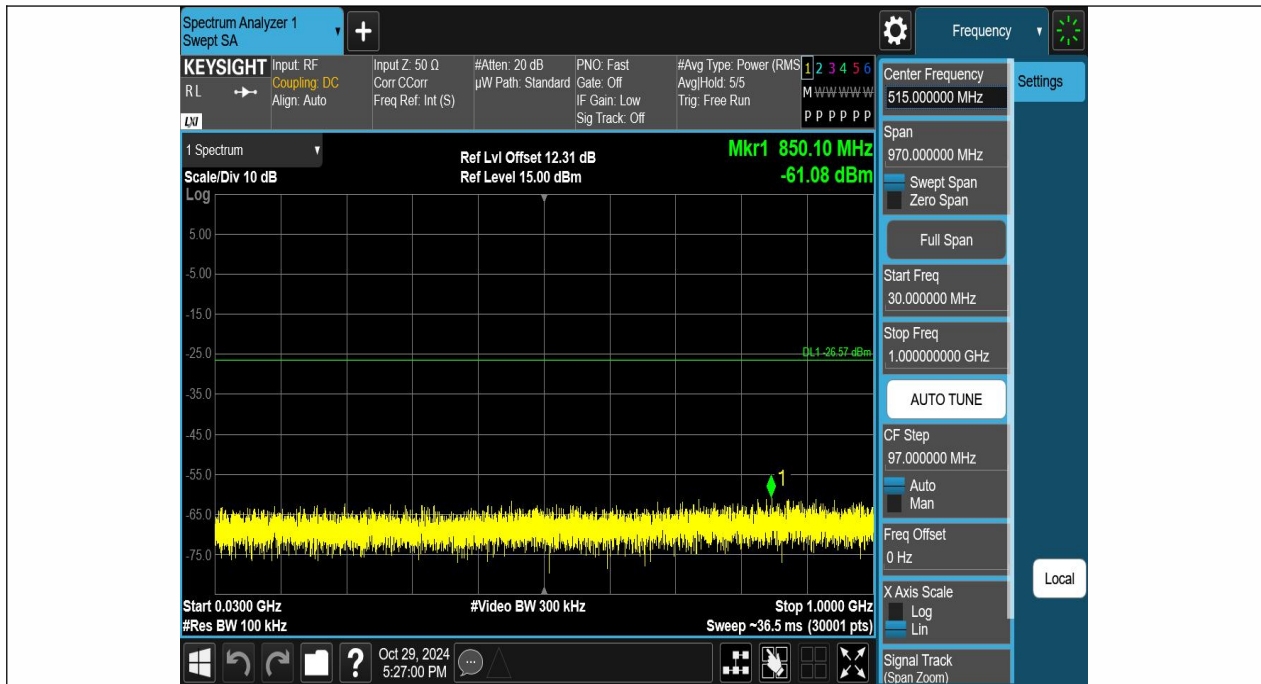 Spectrum Analyzer 1
Swept SA
+
Frequency
KEYSIGHT
R L
LXI
Input: RF
Coupling: DC
Align: Auto
Input Z: 50 Ω
Corr CCorr
Freq Ref: Int (S)
#Atten: 20 dB
µW Path: Standard
PNO: Fast
Gate: Off
IF Gain: Low
Sig Track: Off
#Avg Type: Power (RMS
Avg|Hold: 5/5
Trig: Free Run
1 2 3 4 5 6
M W W W W W
P P P P P P
1 Spectrum
Scale/Div 10 dB
Log
Ref Lvl Offset 12.31 dB
Ref Level 15.00 dBm
Mkr1 850.10 MHz
-61.08 dBm
5.00
-5.00
-15.0
-25.0
DL1 -26.57 dBm
-35.0
-45.0
-55.0
1
-65.0
-75.0
Start 0.0300 GHz
#Res BW 100 kHz
#Video BW 300 kHz
Stop 1.0000 GHz
Sweep ~36.5 ms (30001 pts)
?
Oct 29, 2024
5:27:00 PM
Center Frequency
515.000000 MHz
Span
970.000000 MHz
Swept Span
Zero Span
Full Span
Start Freq
30.000000 MHz
Stop Freq
1.000000000 GHz
AUTO TUNE
CF Step
97.000000 MHz
Auto
Man
Freq Offset
0 Hz
X Axis Scale
Log
Lin
Signal Track
(Span Zoom)
Settings
Local